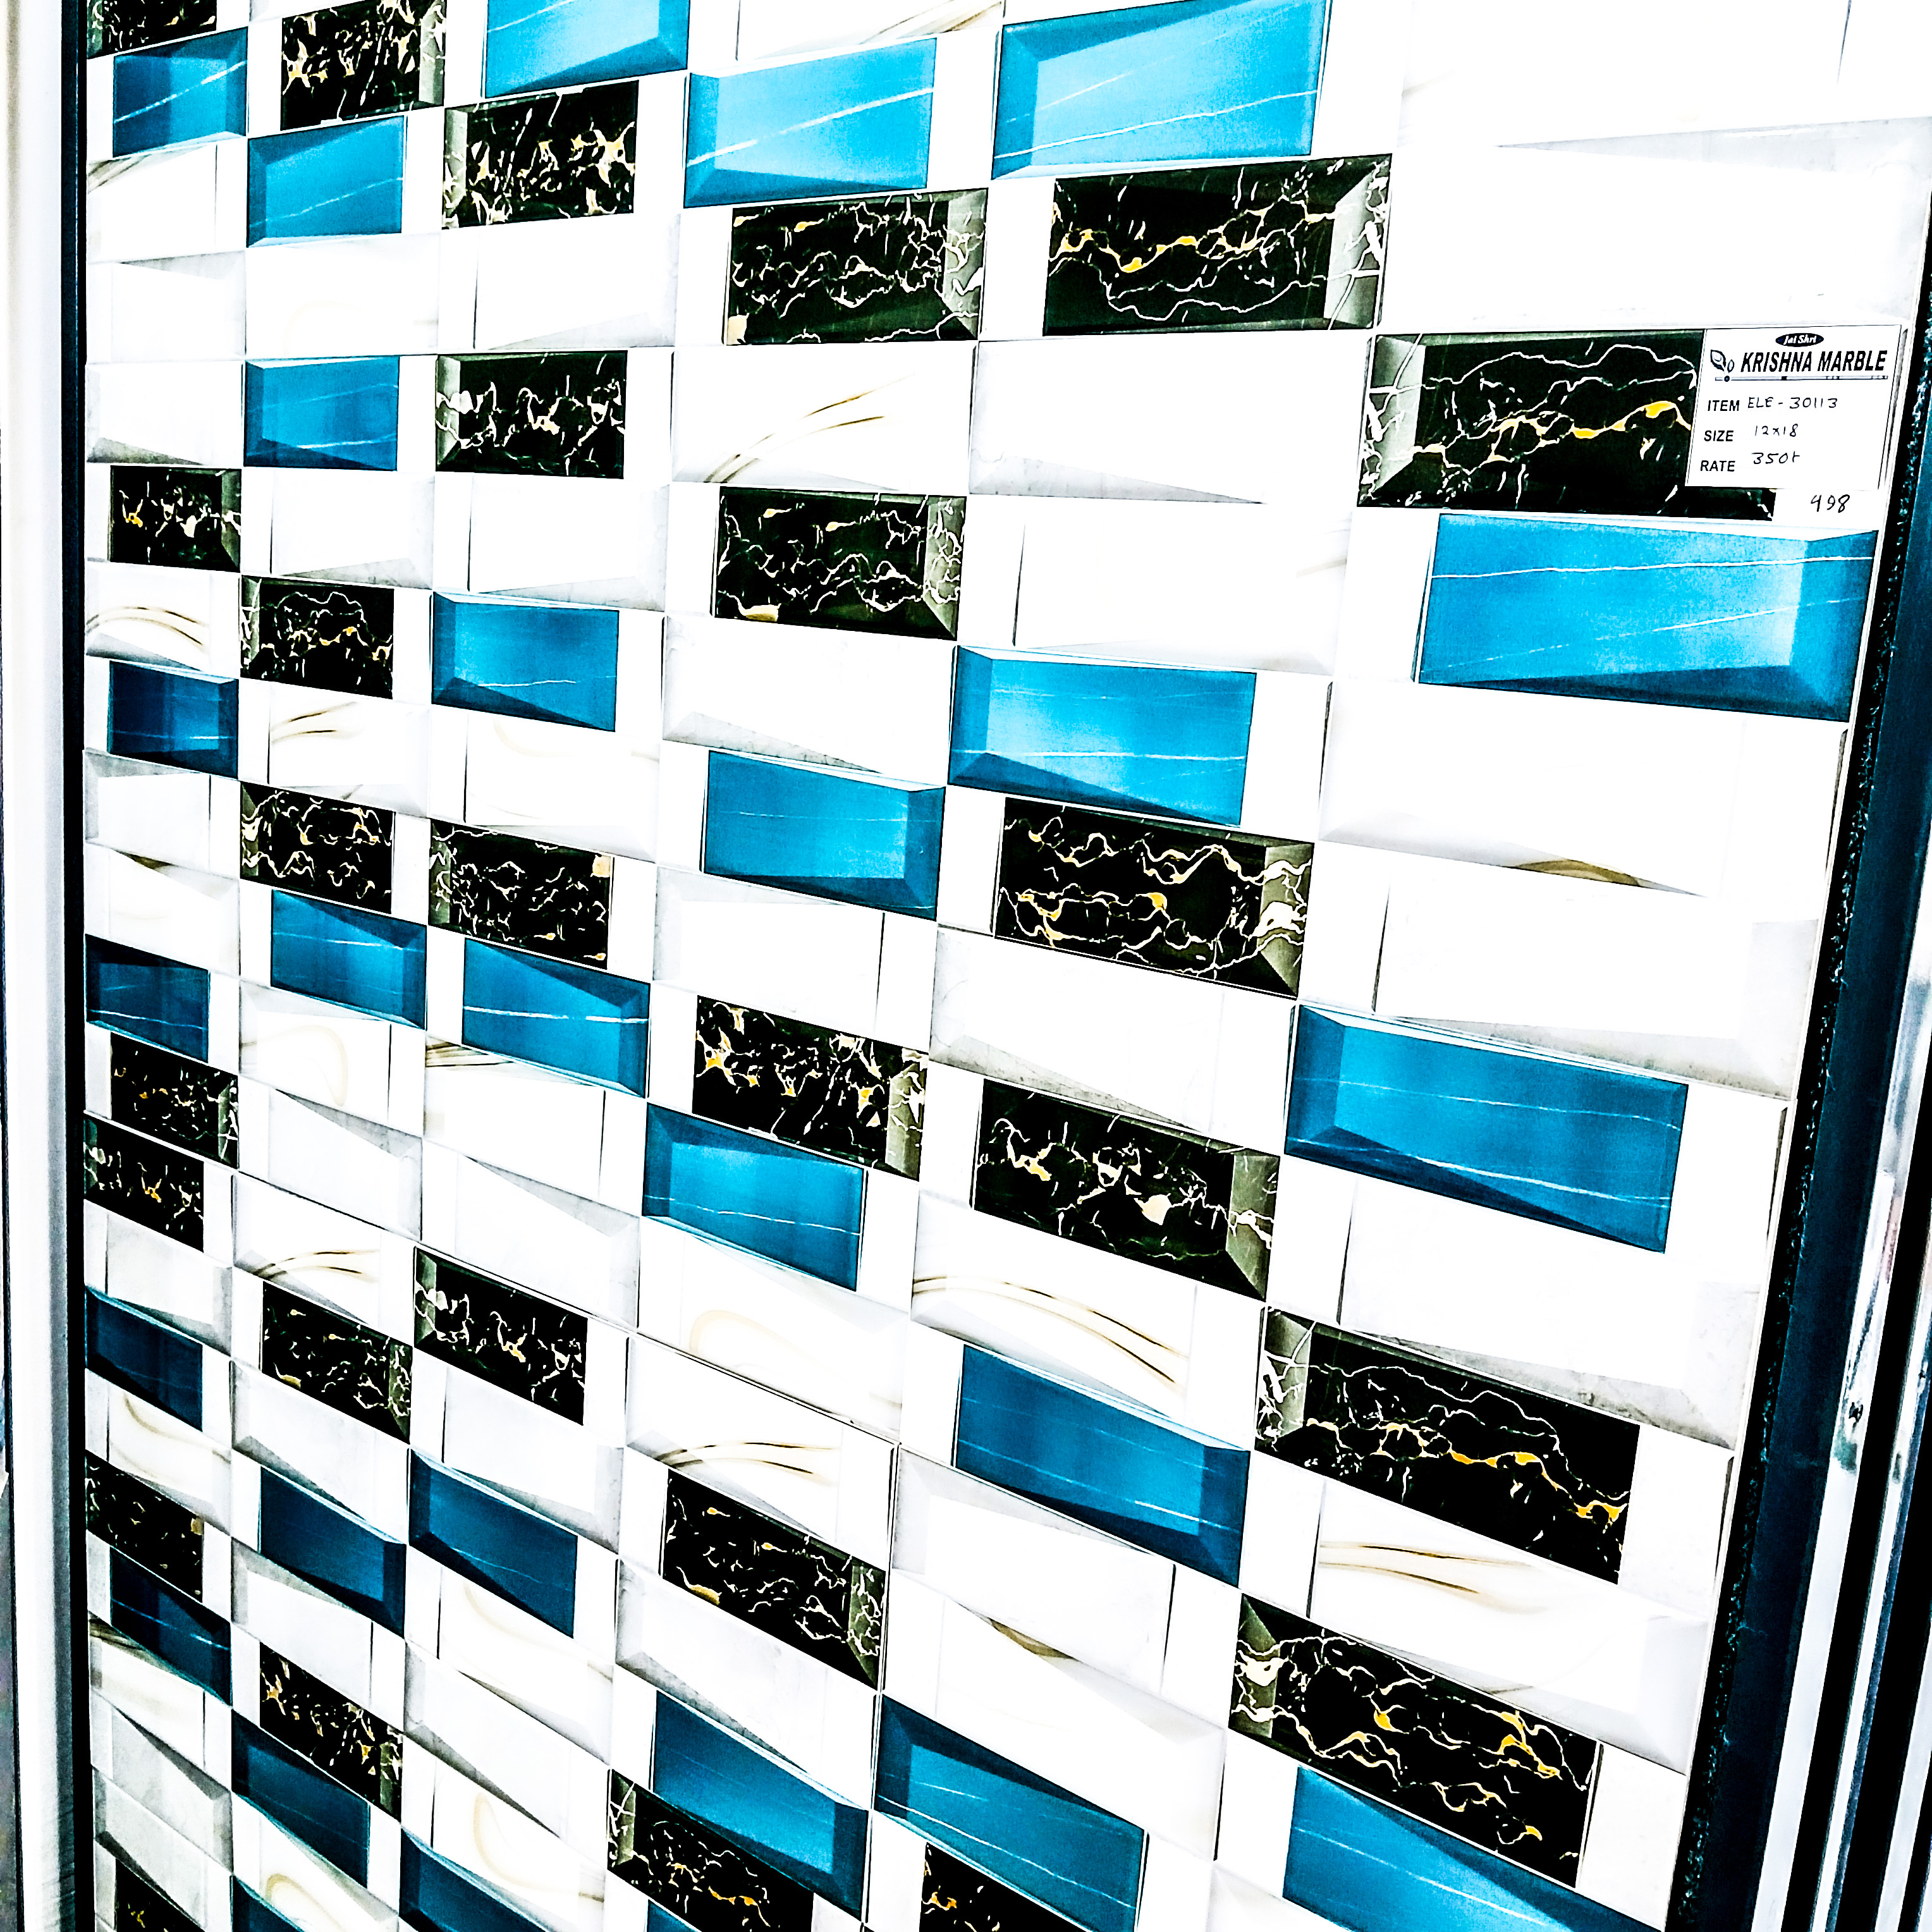 Jai Shri
KRISHNA MARBLE
ITEM ELE-30113
SIZE 12x18
RATE 350+
498